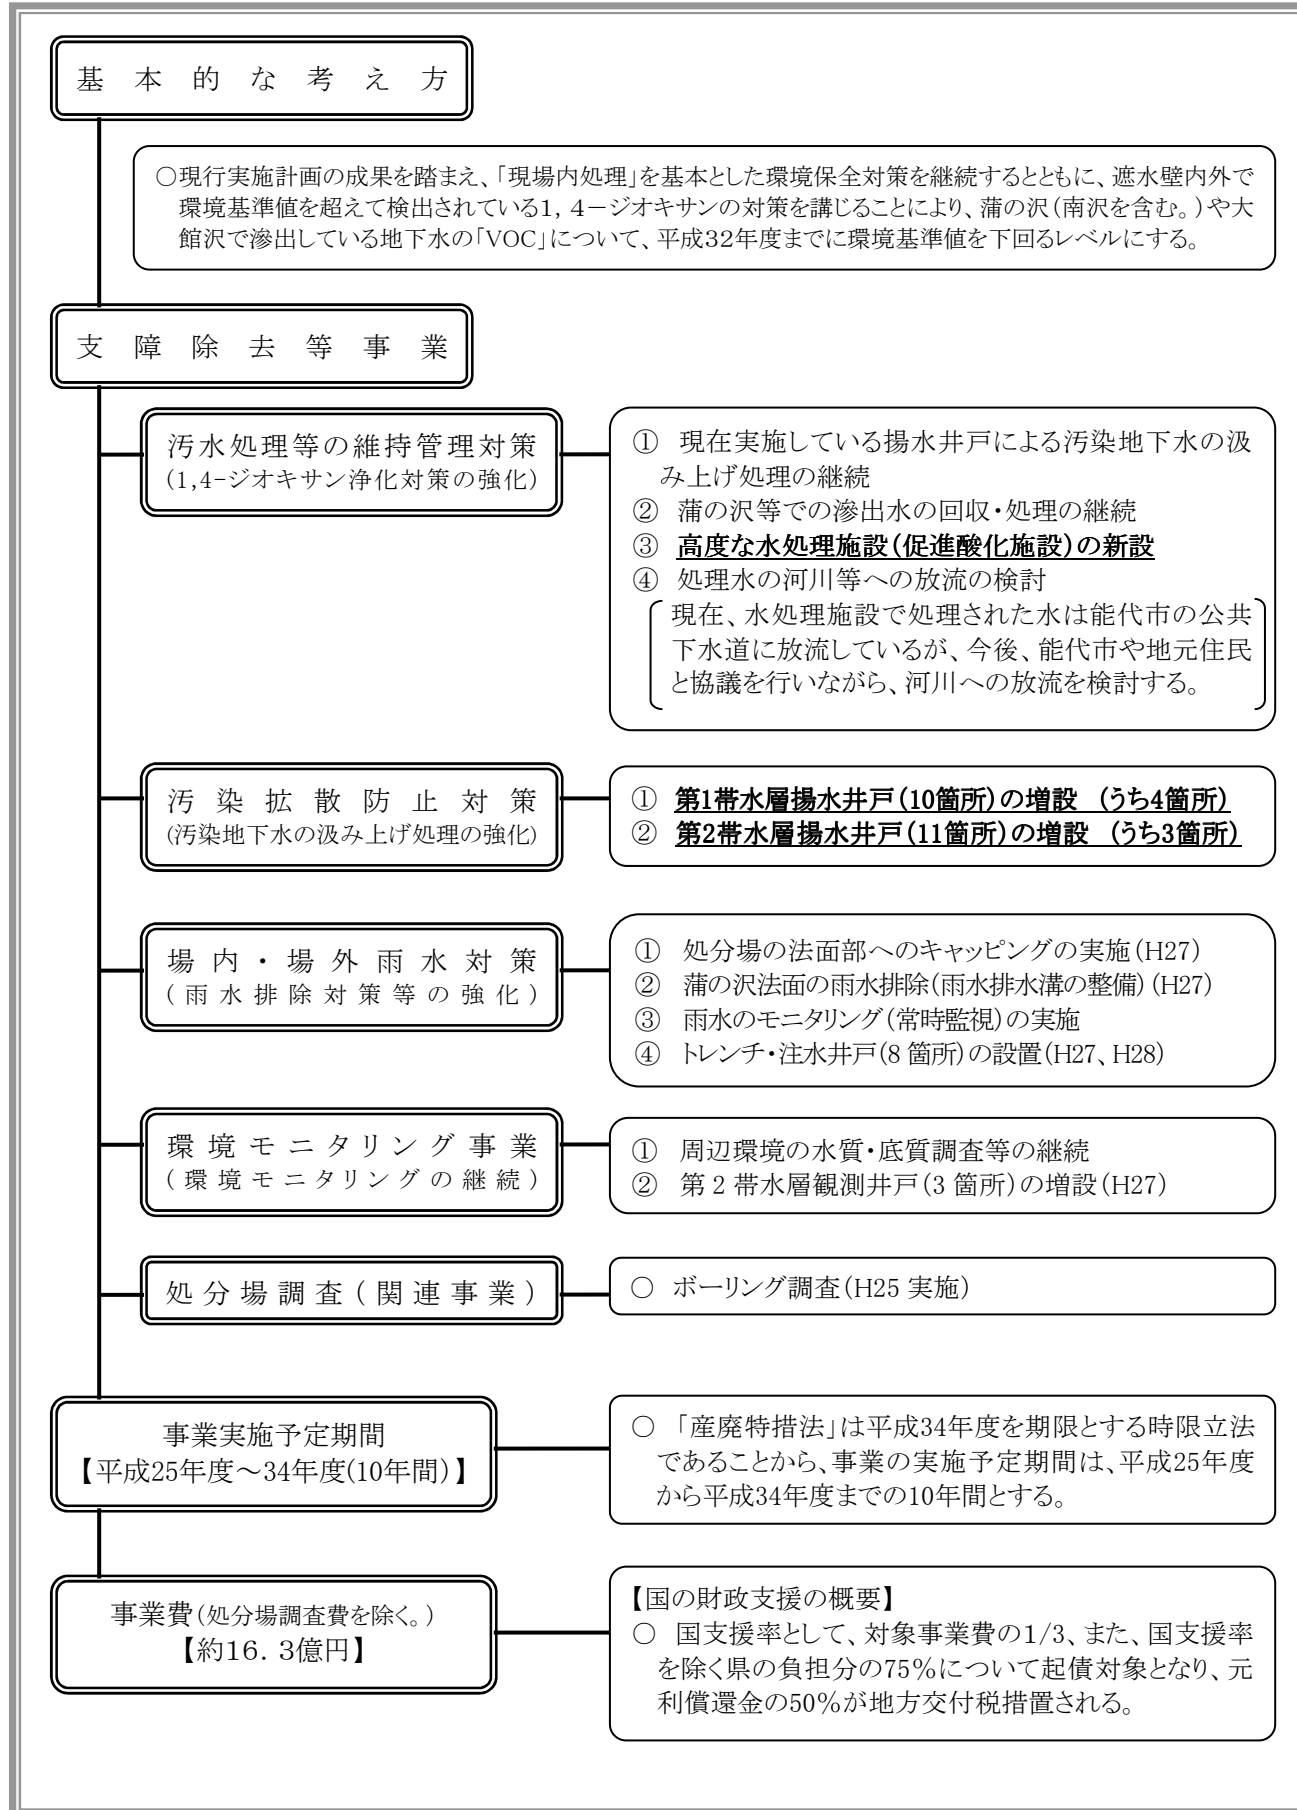 基本的な考え方
○現行実施計画の成果を踏まえ、「現場内処理」を基本とした環境保全対策を継続するとともに、遮水壁内外で
環境基準値を超えて検出されている1，4－ジオキサンの対策を講じることにより、蒲の沢（南沢を含む。）や大
館沢で滲出している地下水の「VOC」について、平成32年度までに環境基準値を下回るレベルにする。
支障除去等事業
汚水処理等の維持管理対策
(1,4-ジオキサン浄化対策の強化)
① 現在実施している揚水井戸による汚染地下水の汲
み上げ処理の継続
② 蒲の沢等での滲出水の回収・処理の継続
③ 高度な水処理施設（促進酸化施設）の新設
④ 処理水の河川等への放流の検討
現在、水処理施設で処理された水は能代市の公共
下水道に放流しているが、今後、能代市や地元住民
と協議を行いながら、河川への放流を検討する。
汚染拡散防止対策
(汚染地下水の汲み上げ処理の強化)
① 第1帯水層揚水井戸（10箇所）の増設 （うち4箇所）
② 第2帯水層揚水井戸（11箇所）の増設 （うち3箇所）
場内・場外雨水対策
(雨水排除対策等の強化)
① 処分場の法面部へのキャッピングの実施（H27）
② 蒲の沢法面の雨水排除（雨水排水溝の整備）（H27）
③ 雨水のモニタリング（常時監視）の実施
④ トレンチ・注水井戸（8箇所）の設置（H27、H28）
環境モニタリング事業
(環境モニタリングの継続)
① 周辺環境の水質・底質調査等の継続
② 第2帯水層観測井戸（3箇所）の増設（H27）
処分場調査(関連事業)
○ ボーリング調査（H25 実施）
事業実施予定期間
【平成25年度～34年度(10年間)】
○ 「産廃特措法」は平成34年度を期限とする時限立法
であることから、事業の実施予定期間は、平成25年度
から平成34年度までの10年間とする。
事業費(処分場調査費を除く。)
【約16．3億円】
【国の財政支援の概要】
○ 国支援率として、対象事業費の1/3、また、国支援率
を除く県の負担分の75％について起債対象となり、元
利償還金の50％が地方交付税措置される。